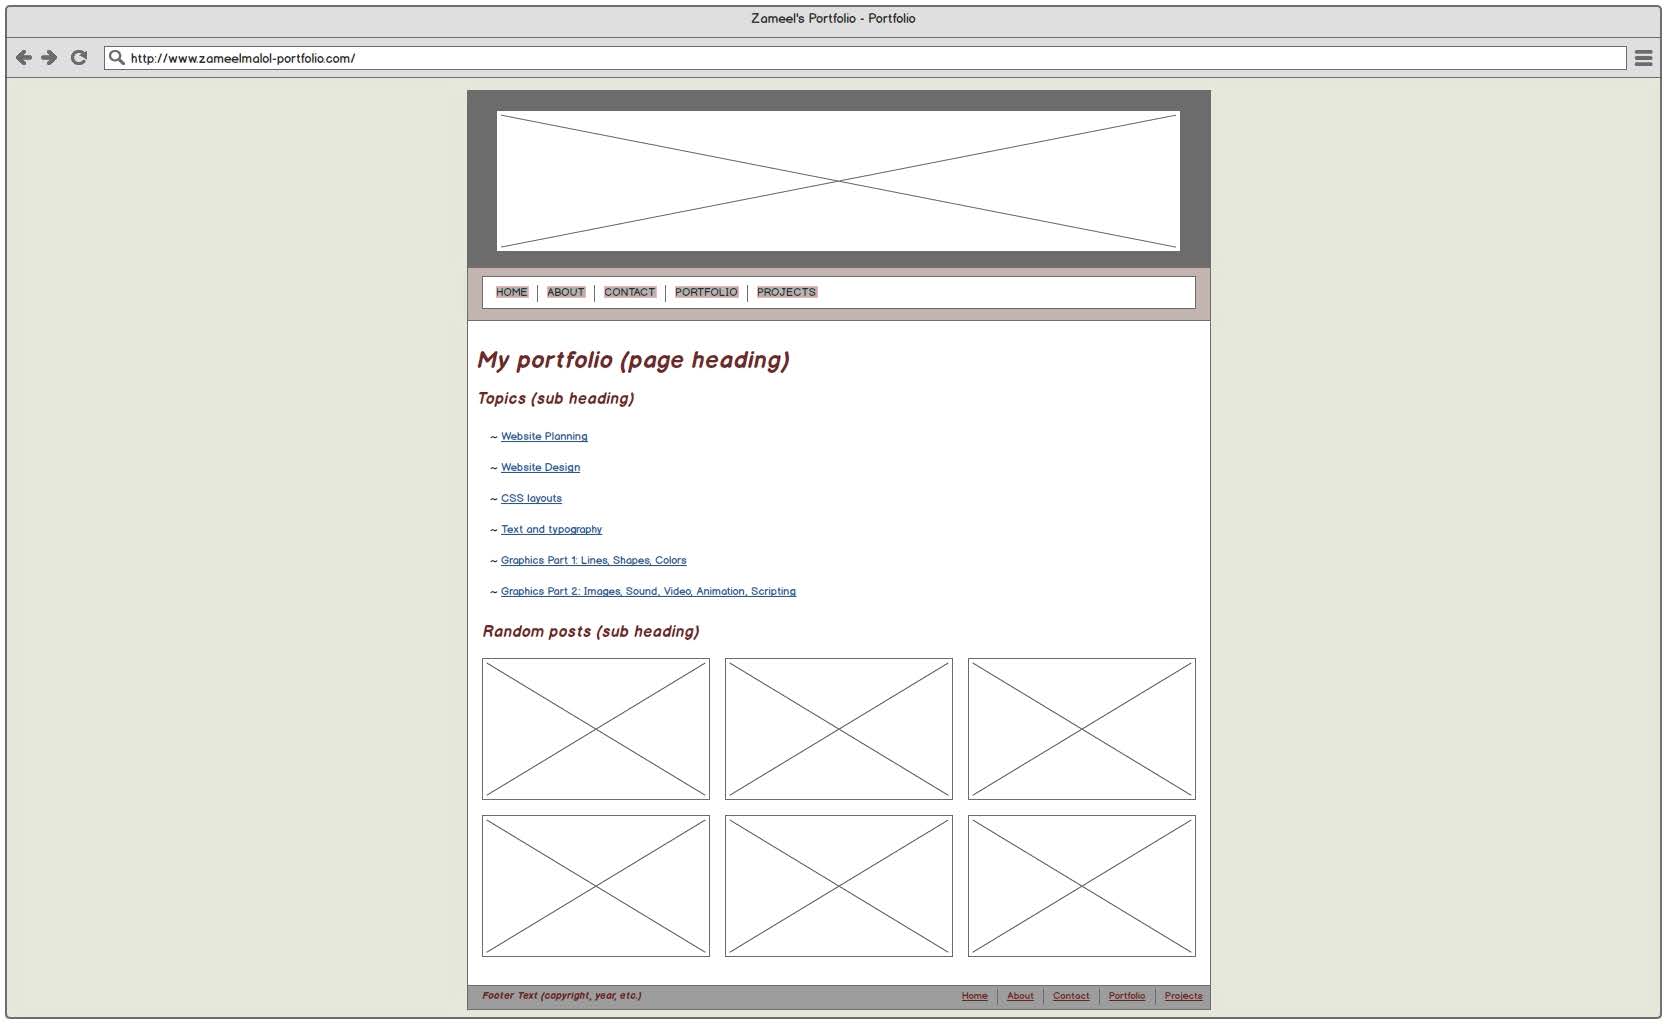 Zameel's Portfolio - Portfolio
http://www.zameelmalol-portfolio.com/
HOME ABOUT CONTACT PORTFOLIO PROJECTS
My portfolio (page heading)
Topics (sub heading)
~ Website Planning
~ Website Design
~ CSS layouts
~ Text and typography
~ Graphics Part 1: Lines, Shapes, Colors
~ Graphics Part 2: Images, Sound, Video, Animation, Scripting
Random posts (sub heading)
Footer Text (copyright, year, etc.) Home About Contact Portfolio Projects